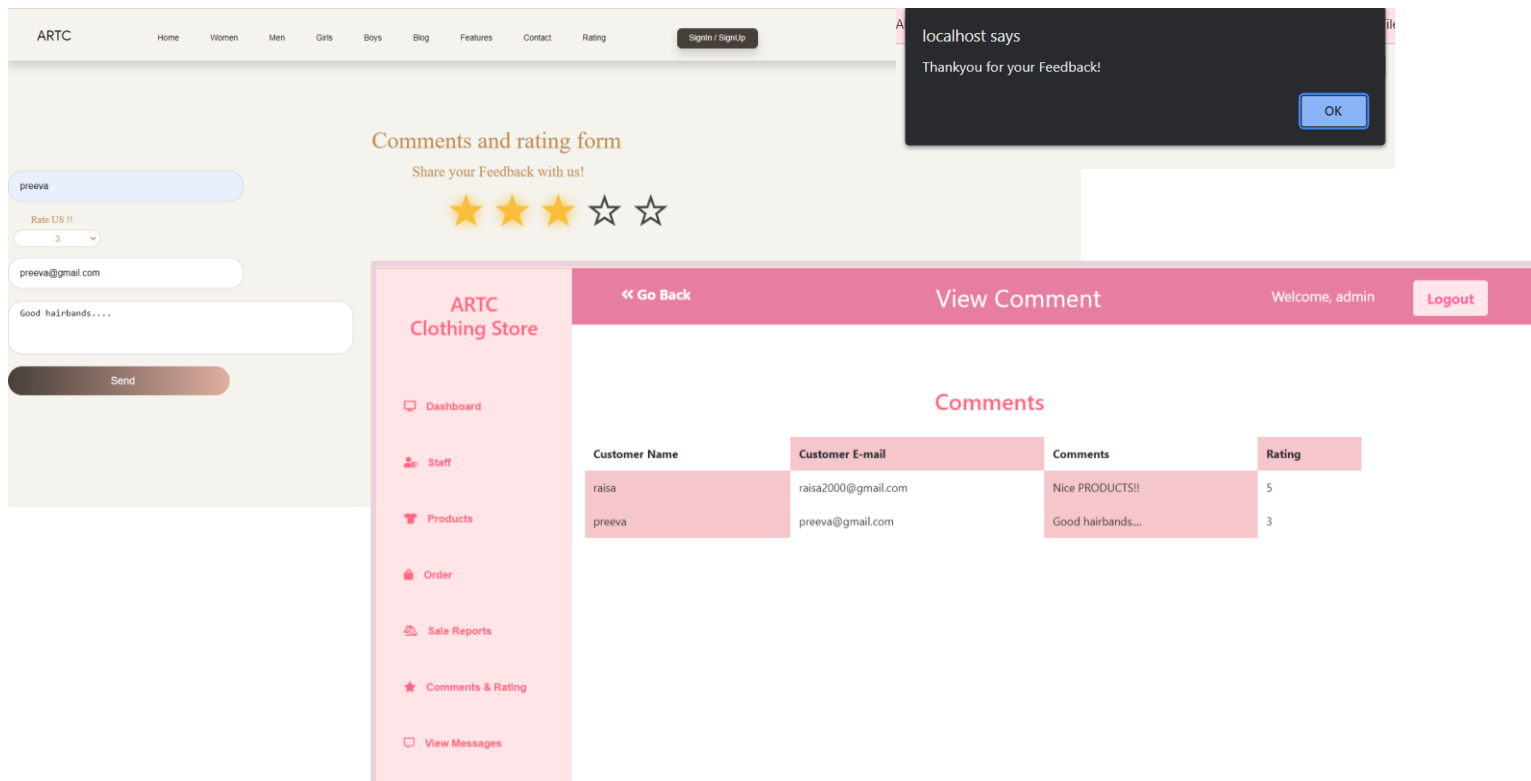 ARTC Home Women Men Girls Boys Blog Features Contact Rating SignIn / SignUp
localhost says
Thankyou for your Feedback!
OK
Comments and rating form
Share your Feedback with us!
preeva
Rate US !!
3
preeva@gmail.com
Good hairbands....
Send
ARTC
Clothing Store
Dashboard
Staff
Products
Order
Sale Reports
Comments & Rating
View Messages
Go Back View Comment Welcome, admin Logout
Comments
Customer Name Customer E-mail Comments Rating
raisa raisa2000@gmail.com Nice PRODUCTS!! 5
preeva preeva@gmail.com Good hairbands.... 3